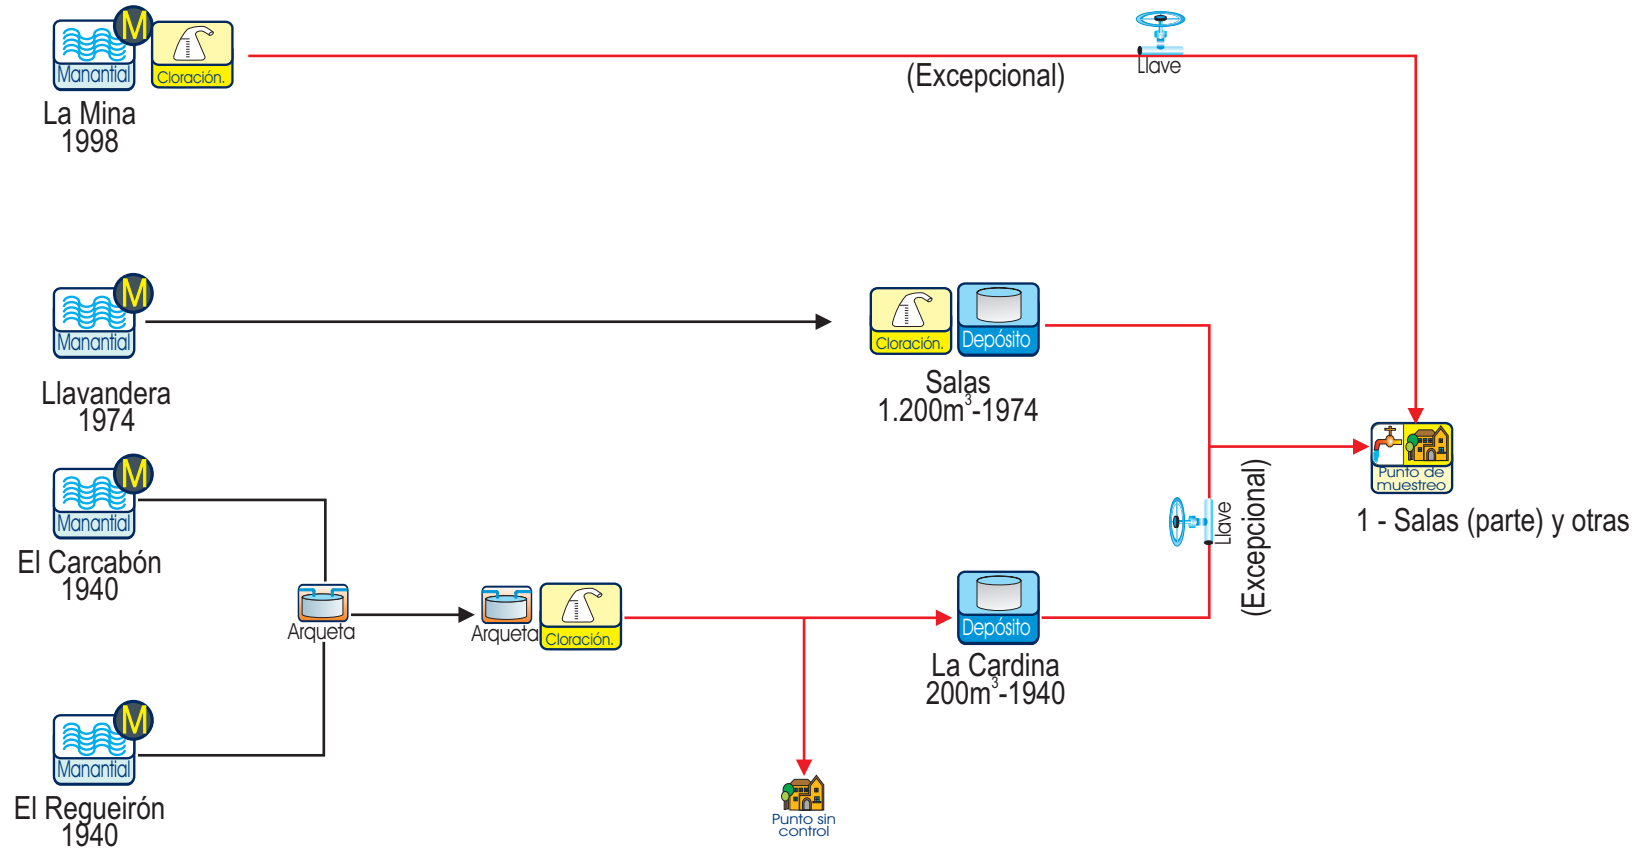 M
Manantial
Cloración.
La Mina
1998
(Excepcional)
Llave
M
Manantial
Llavandera
1974
Cloración.
Depósito
Salas
1.200m³-1974
M
Manantial
El Carcabón
1940
Arqueta
Arqueta
Cloración.
Depósito
La Cardina
200m³-1940
Llave
(Excepcional)
Punto de
muestreo
1 - Salas (parte) y otras
M
Manantial
El Regueirón
1940
Punto sin
control